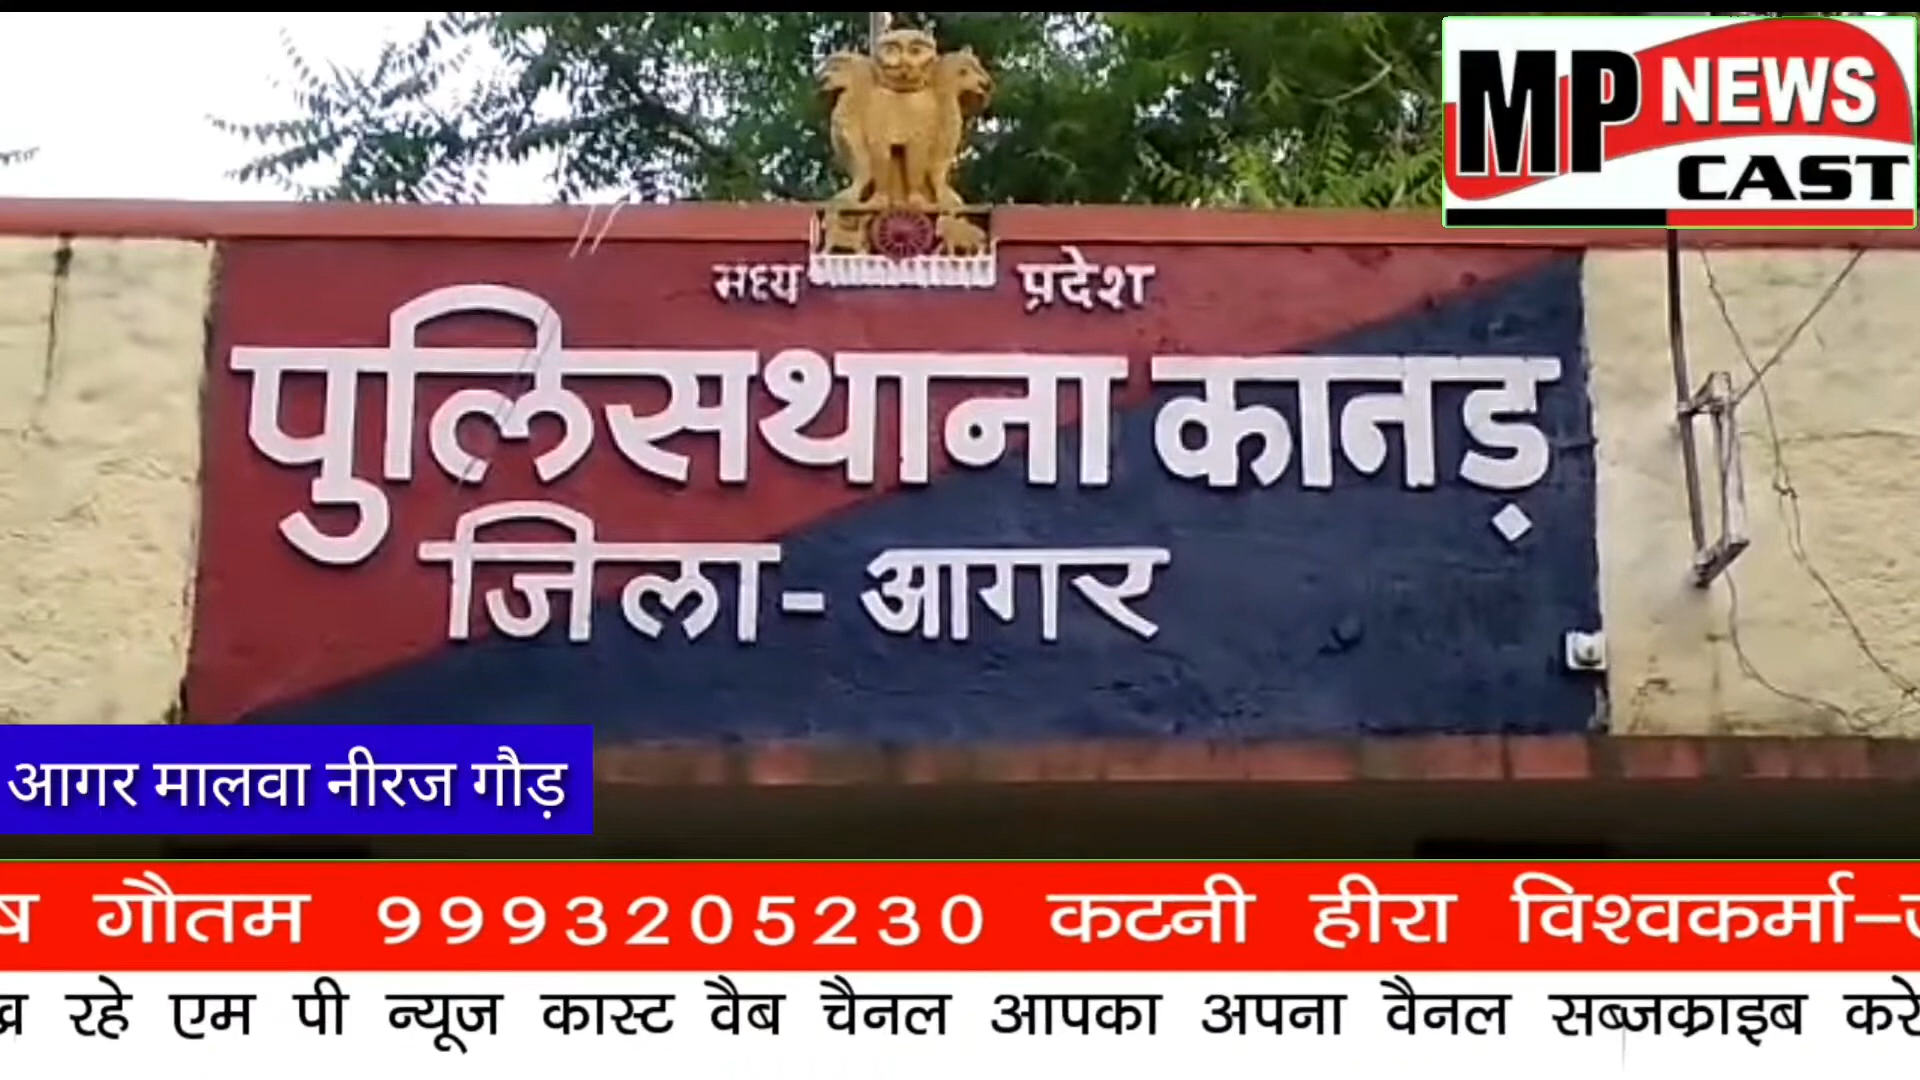 MP NEWS
CAST
मध्य प्रदेश
पुलिसथाना कानड़
जिला - आगर
आगर मालवा नीरज गौड़
गौतम 9993205230 कटनी हीरा विश्वकर्मा–
रहे एम पी न्यूज कास्ट वैब चैनल आपका अपना वैनल सब्जक्राइब करे